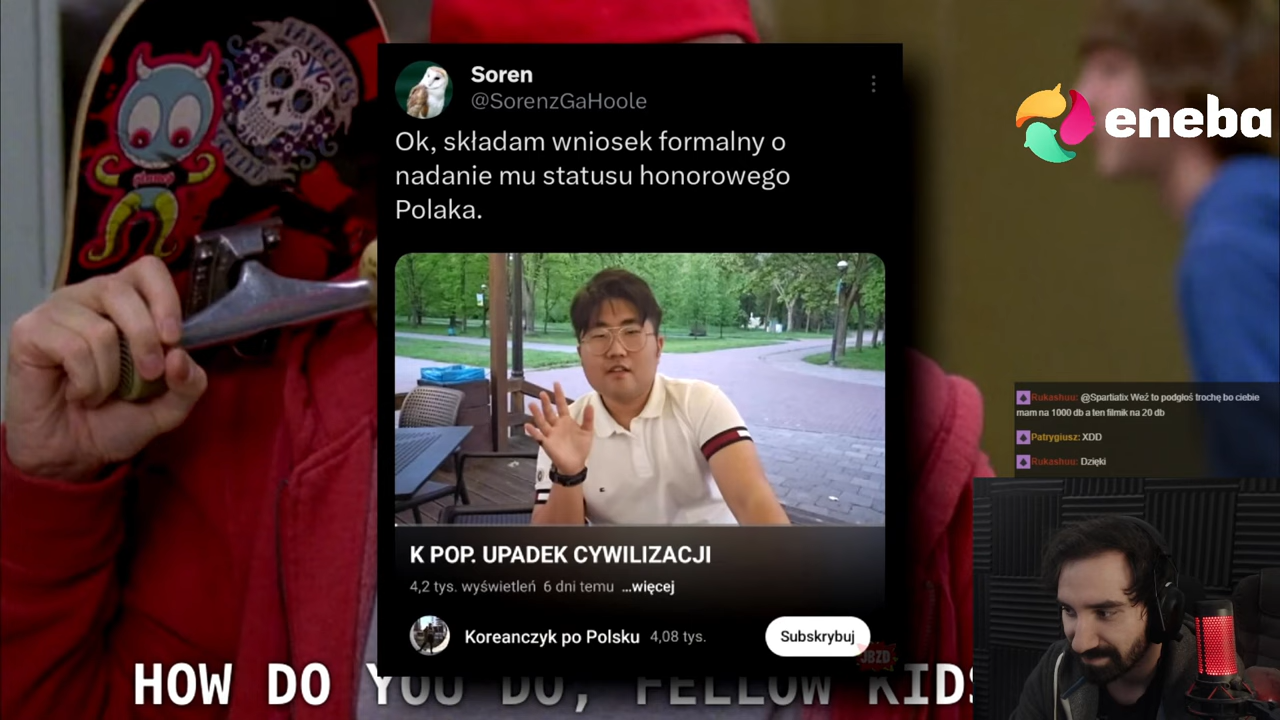 Soren
@SorenzGaHoole
Ok, składam wniosek formalny o
nadanie mu statusu honorowego
Polaka.
K POP. UPADEK CYWILIZACJI
4,2 tys. wyświetleń 6 dni temu ...więcej
Koreanczyk po Polsku 4,08 tys.
Subskrybuj
JBZD
HOW DO YOU DO, FELLOW KIDS
eneba
Rukashuu: @Spartiatix Weź to podgłoś trochę bo ciebie
mam na 1000 db a ten filmik na 20 db
Patrygiusz: XDD
Rukashuu: Dzięki